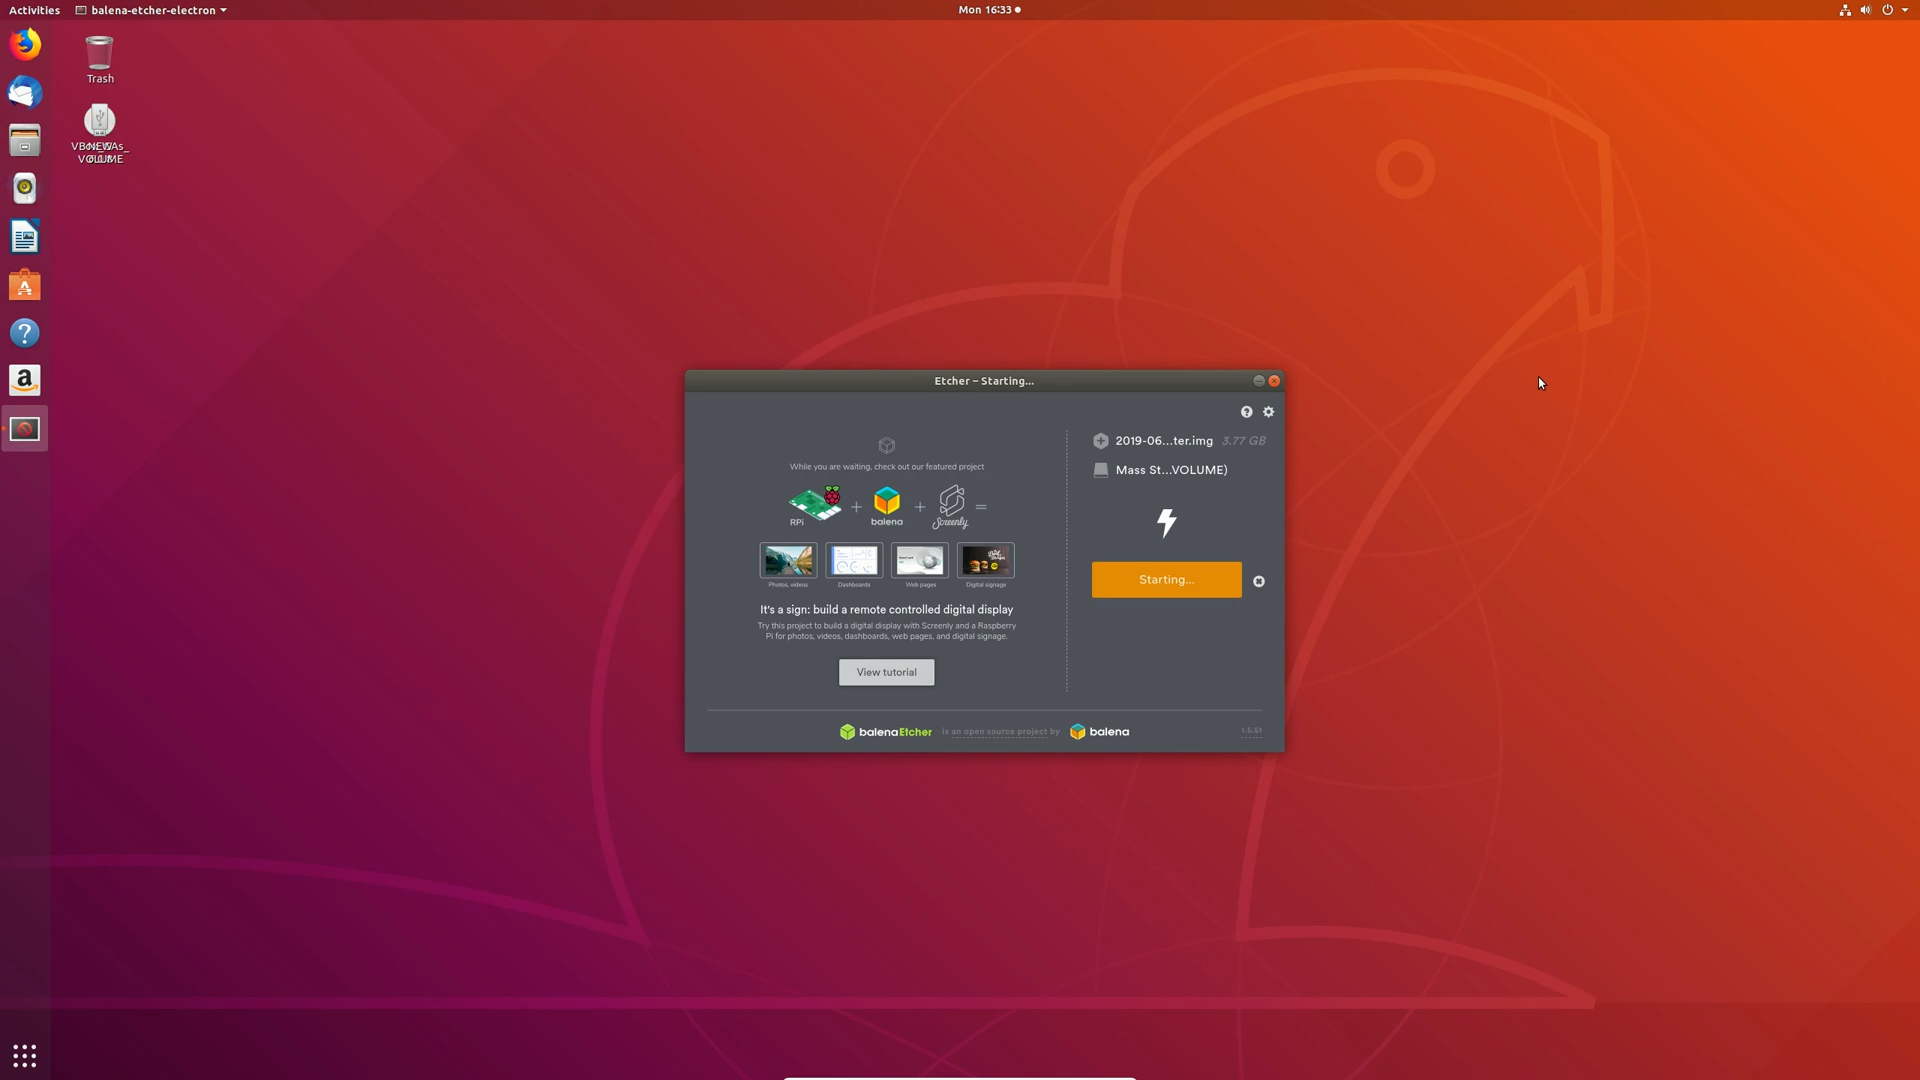 Activities
balena-etcher-electron
Mon 16:33
Trash
VOLUME
Etcher – Starting...
While you are waiting, check out our featured project
RPi
+
balena
+
Screenly
=
Photos, videos
Dashboards
Web pages
Digital signage
It's a sign: build a remote controlled digital display
Try this project to build a digital display with Screenly and a Raspberry
Pi for photos, videos, dashboards, web pages, and digital signage.
View tutorial
2019-06...ter.img 3.77 GB
Mass St...VOLUME)
Starting...
balenaEtcher is an open source project by balena
1.5.51